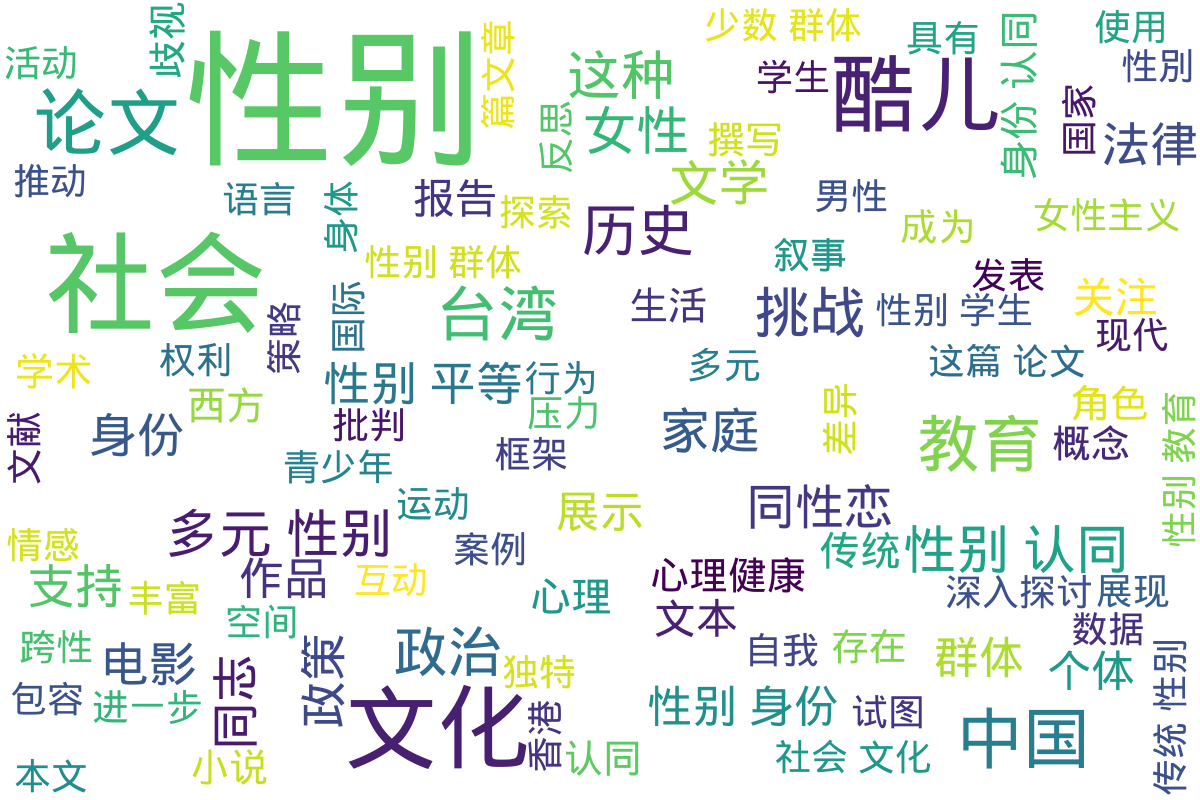 活动
歧视
性别
篇文章
这种
少数 群体
具有
身份 认同
使用
性別
学生
酷儿
国家
法律
论文
反思
女性
撰写
推动
语言
身体
报告
探索
文学
男性
历史
成为
女性主义
叙事
社会
性别 群体
发表
策略
国际
台湾
生活
挑战
性别 学生
关注
现代
学术
权利
性别 平等
行为
多元
这篇 论文
西方
压力
差异
角色
性别 教育
文献
身份
批判
框架
家庭
教育
概念
青少年
运动
展示
同性恋
情感
多元 性别
案例
传统
性别 认同
支持
丰富
作品
互动
心理
心理健康
深入探讨
展现
空间
文本
数据
跨性
电影
同志
政策
政治
独特
自我
存在
群体
个体
传统 性别
包容
进一步
文化
香港
性别 身份
试图
中国
本文
小说
认同
社会 文化